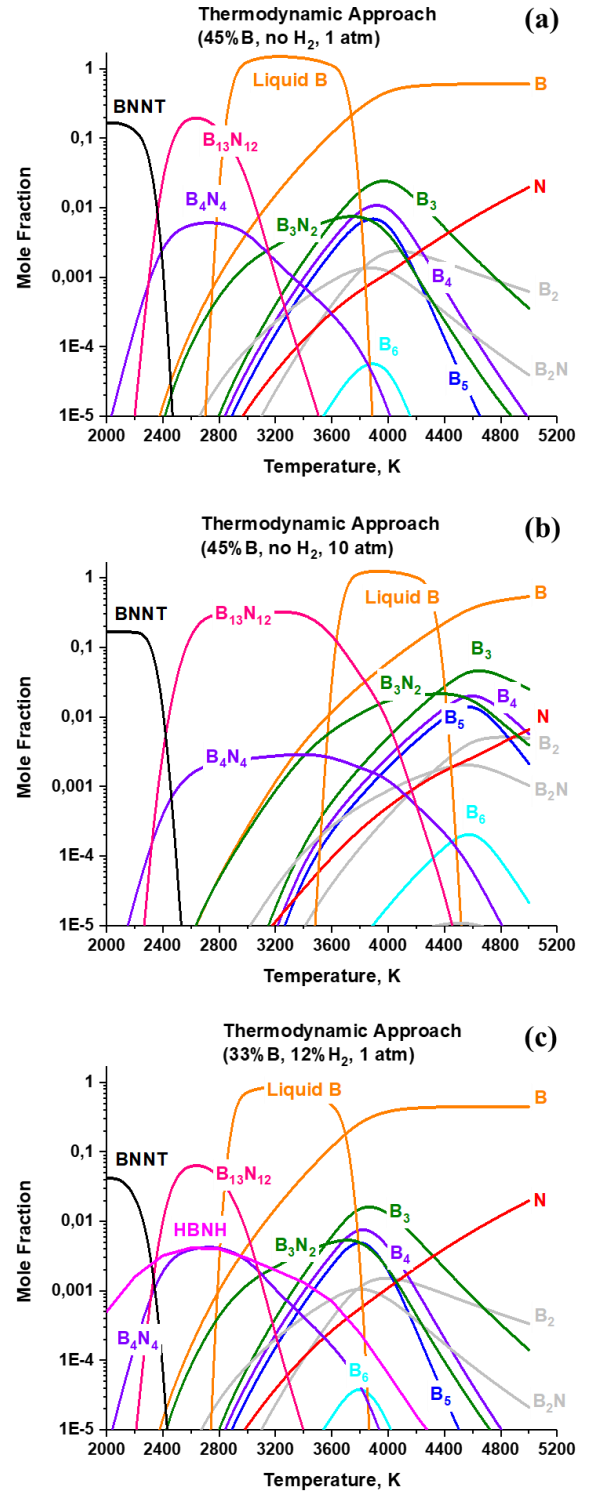 Thermodynamic Approach
(45%B, no H₂, 1 atm)
(a)
Mole Fraction
1
0,1
0,01
0,001
1E-4
1E-5
BNNT
B₁₃N₁₂
Liquid B
B
B₄N₄
B₃N₂
B₃
N
B₄
B₂
B₆
B₅
B₂N
2000 2400 2800 3200 3600 4000 4400 4800 5200
Temperature, K
Thermodynamic Approach
(45%B, no H₂, 10 atm)
(b)
Mole Fraction
1
0,1
0,01
0,001
1E-4
1E-5
BNNT
B₁₃N₁₂
Liquid B
B
B₃
B₃N₂
B₄
B₅
N
B₂
B₄N₄
B₂N
B₆
2000 2400 2800 3200 3600 4000 4400 4800 5200
Temperature, K
Thermodynamic Approach
(33%B, 12%H₂, 1 atm)
(c)
Mole Fraction
1
0,1
0,01
0,001
1E-4
1E-5
Liquid B
B
BNNT
B₁₃N₁₂
N
HBNH
B₃N₂
B₃
B₄
B₄N₄
B₂
B₆
B₅
B₂N
2000 2400 2800 3200 3600 4000 4400 4800 5200
Temperature, K